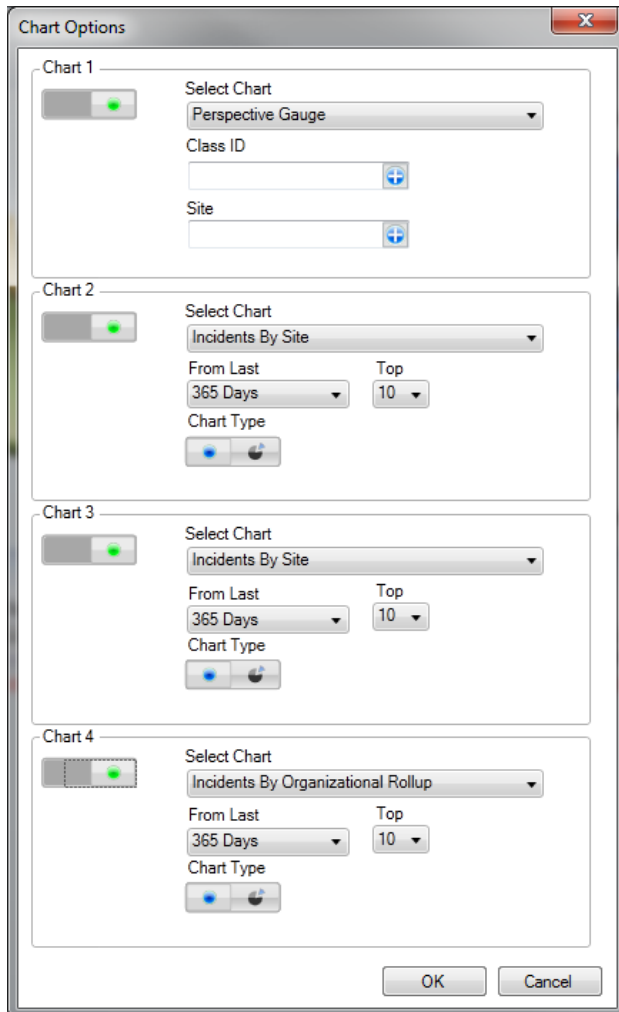 Chart Options
Chart 1
Select Chart
Perspective Gauge
Class ID
Site
Chart 2
Select Chart
Incidents By Site
From Last Top
365 Days 10
Chart Type
Chart 3
Select Chart
Incidents By Site
From Last Top
365 Days 10
Chart Type
Chart 4
Select Chart
Incidents By Organizational Rollup
From Last Top
365 Days 10
Chart Type
OK Cancel